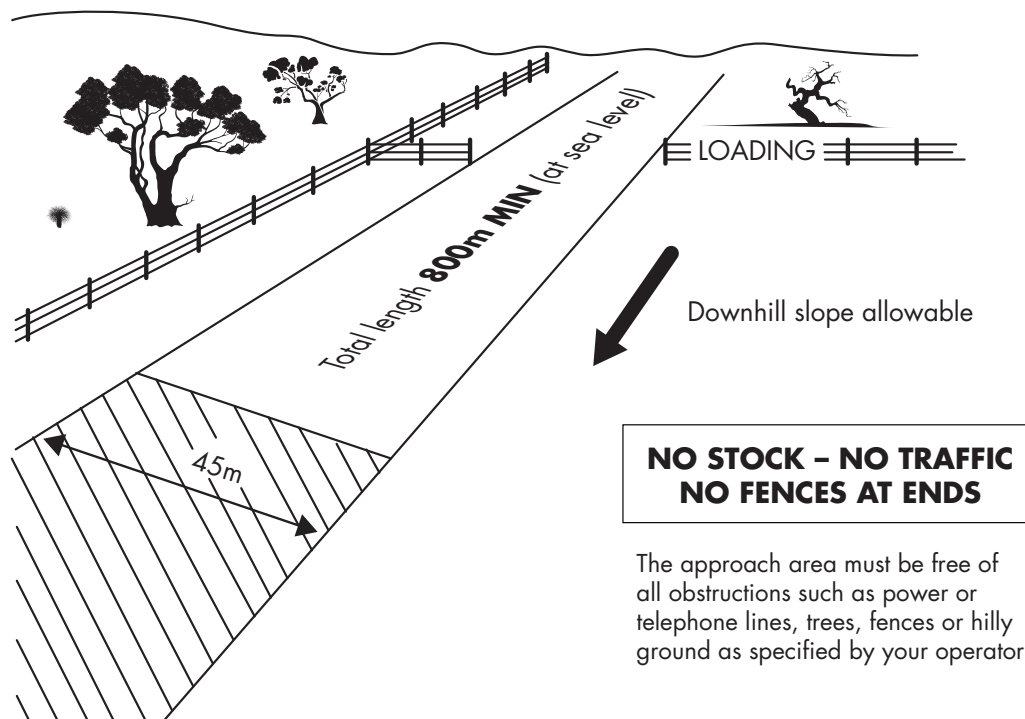 Total length 800m MIN (at sea level)
LOADING
Downhill slope allowable
45m
NO STOCK – NO TRAFFIC
NO FENCES AT ENDS
The approach area must be free of
all obstructions such as power or
telephone lines, trees, fences or hilly
ground as specified by your operator